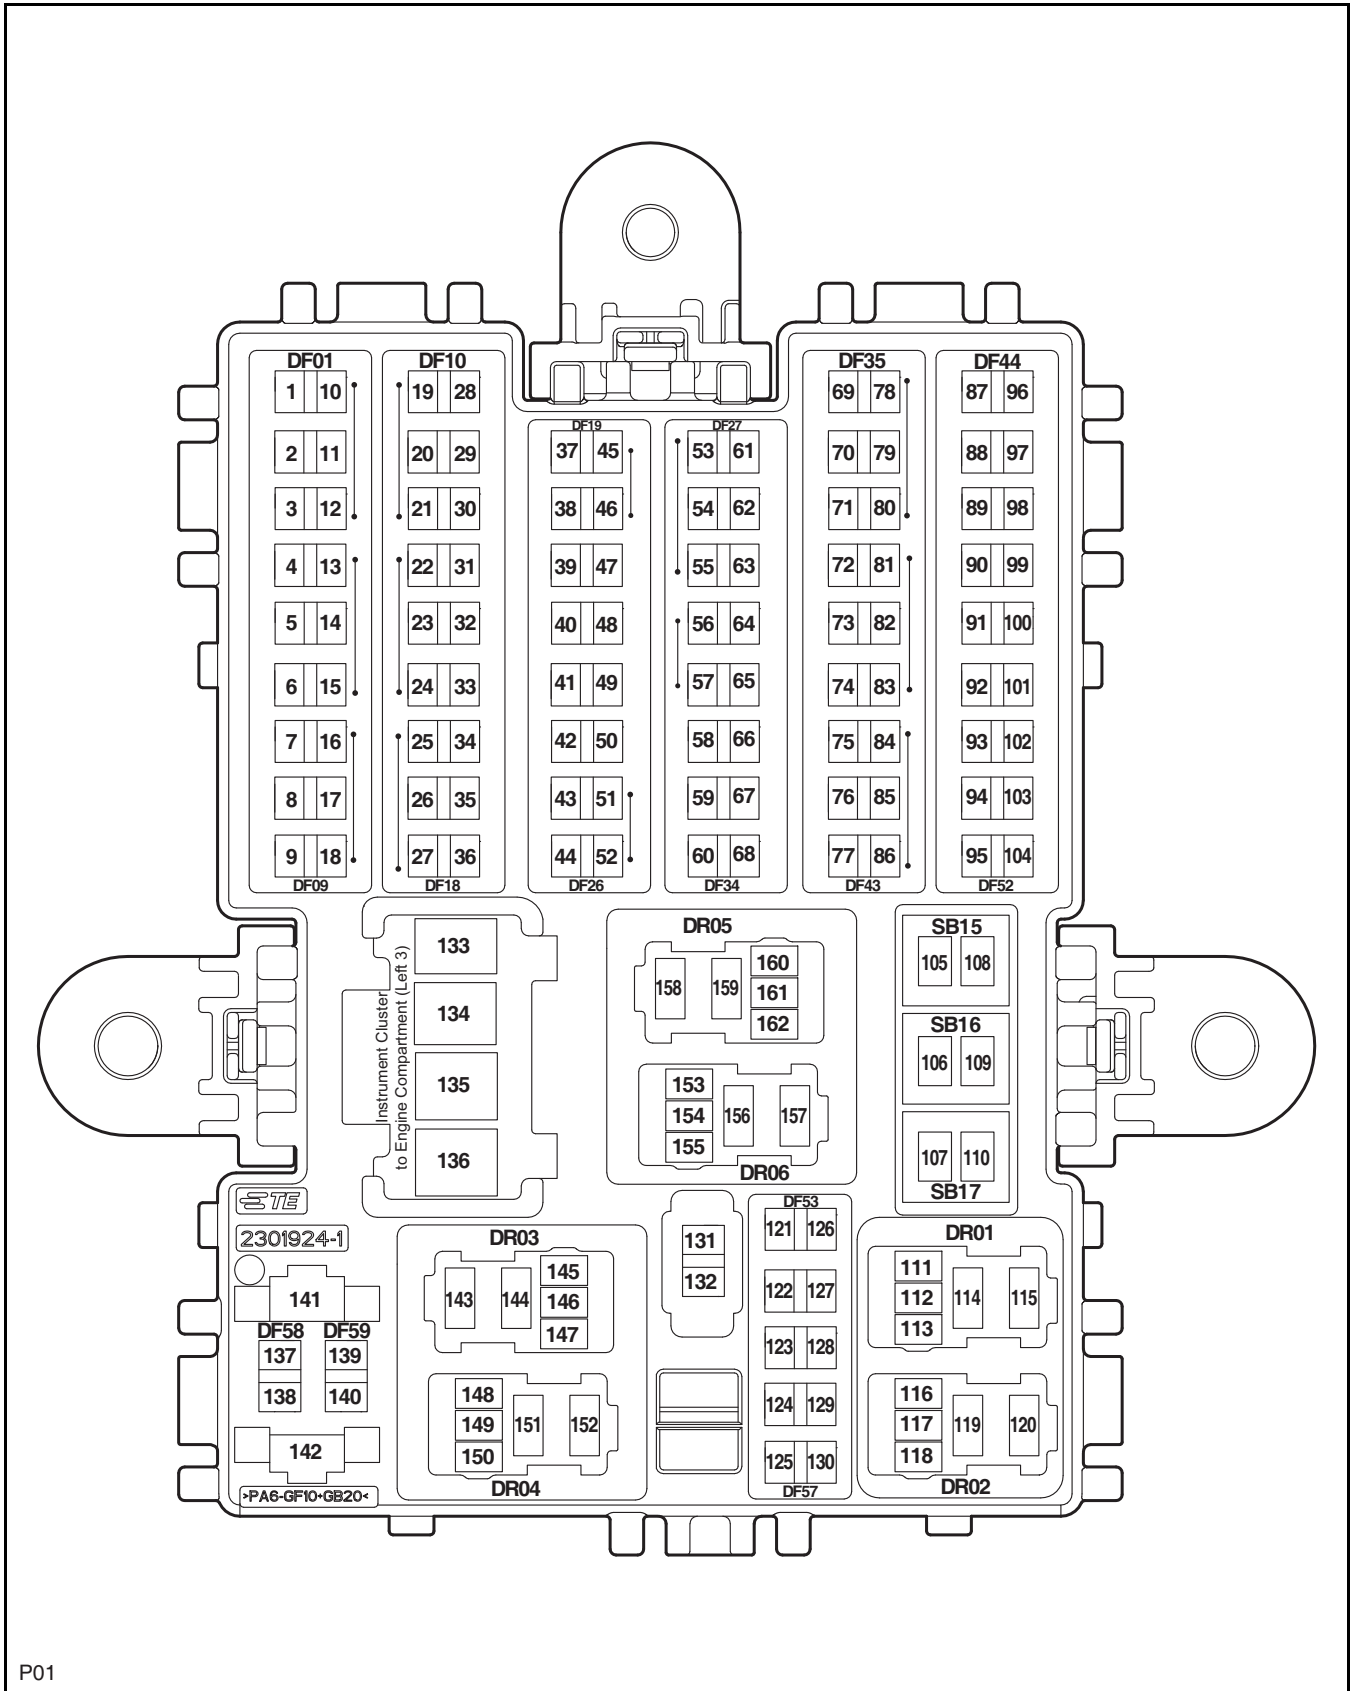 DF01 DF10 DF35 DF44
1 10 19 28 69 78 87 96
DF19 DF27
2 11 20 29 37 45 53 61 70 79 88 97
3 12 21 30 38 46 54 62 71 80 89 98
4 13 22 31 39 47 55 63 72 81 90 99
5 14 23 32 40 48 56 64 73 82 91 100
6 15 24 33 41 49 57 65 74 83 92 101
7 16 25 34 42 50 58 66 75 84 93 102
8 17 26 35 43 51 59 67 76 85 94 103
9 18 27 36 44 52 60 68 77 86 95 104
DF09 DF18 DF26 DF34 DF43 DF52
Instrument Cluster
to Engine Compartment (Left 3)
133
134
135
136
DR05
158 159 160
161
162
153
154 156 157
155
DR06
SB15
105 108
SB16
106 109
107 110
SB17
TE
2301924-1
141
DF58 DF59
137 139
138 140
142
>PA6-GF10+GB20<
DR03
143 144 145
146
147
148
149 151 152
150
DR04
131
132
DF53
121 126
122 127
123 128
124 129
125 130
DF57
DR01
111
112 114 115
113
116
117 119 120
118
DR02
P01